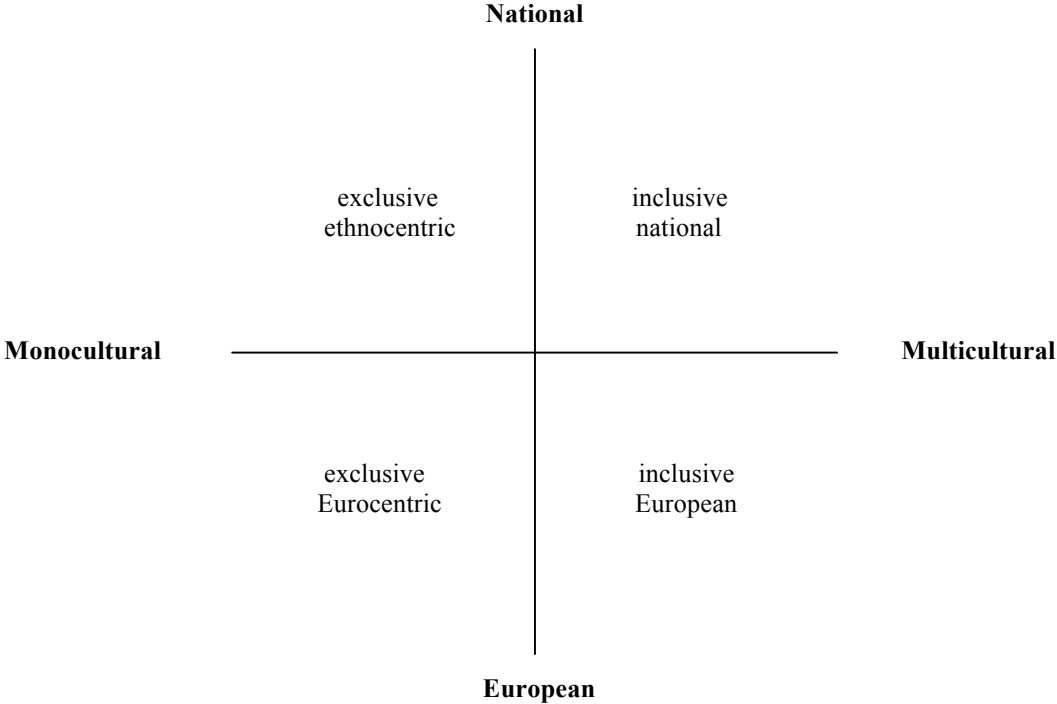 National
exclusive
ethnocentric
inclusive
national
Monocultural
Multicultural
exclusive
Eurocentric
inclusive
European
European